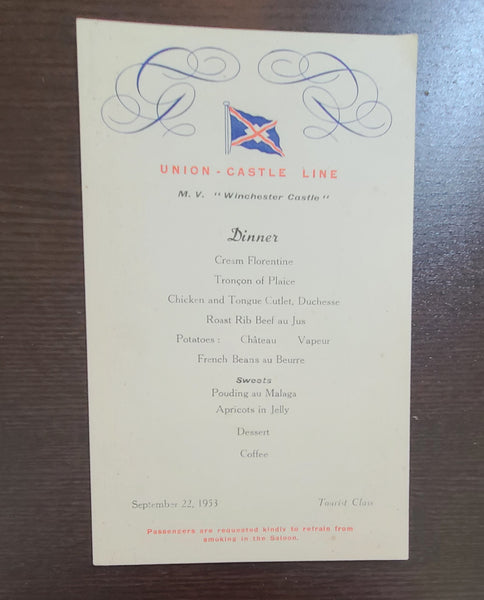 UNION - CASTLE LINE
M. V. "Winchester Castle"
Dinner
Cream Florentine
Tronçon of Plaice
Chicken and Tongue Cutlet, Duchesse
Roast Rib Beef au Jus
Potatoes : Château Vapeur
French Beans au Beurre
Sweets
Pouding au Malaga
Apricots in Jelly
Dessert
Coffee
September 22, 1953 Tourist Class
Passengers are requested kindly to refrain from
smoking in the Saloon.